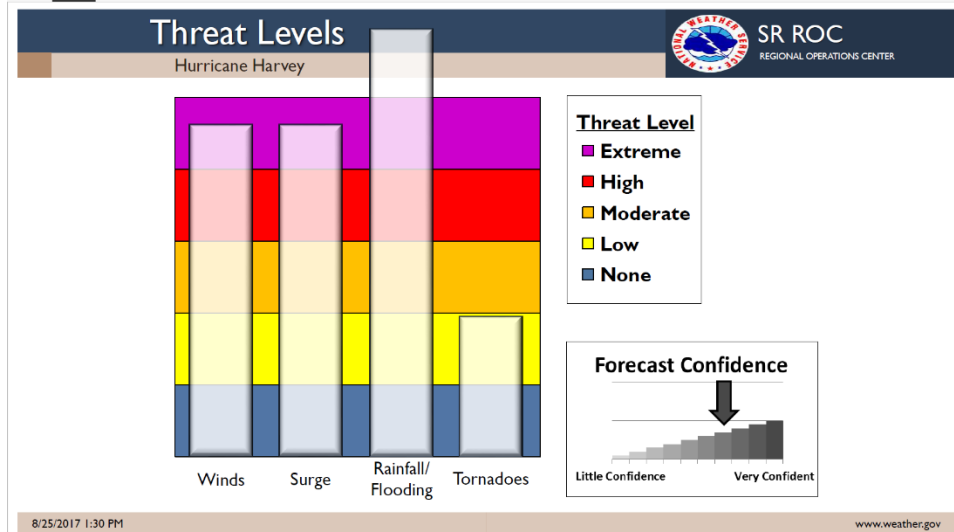 Threat Levels
Hurricane Harvey
NATIONAL WEATHER SERVICE
SR ROC
REGIONAL OPERATIONS CENTER
Threat Level
Extreme
High
Moderate
Low
None
Forecast Confidence
Little Confidence
Very Confident
Winds
Surge
Rainfall/
Flooding
Tornadoes
8/25/2017 1:30 PM
www.weather.gov